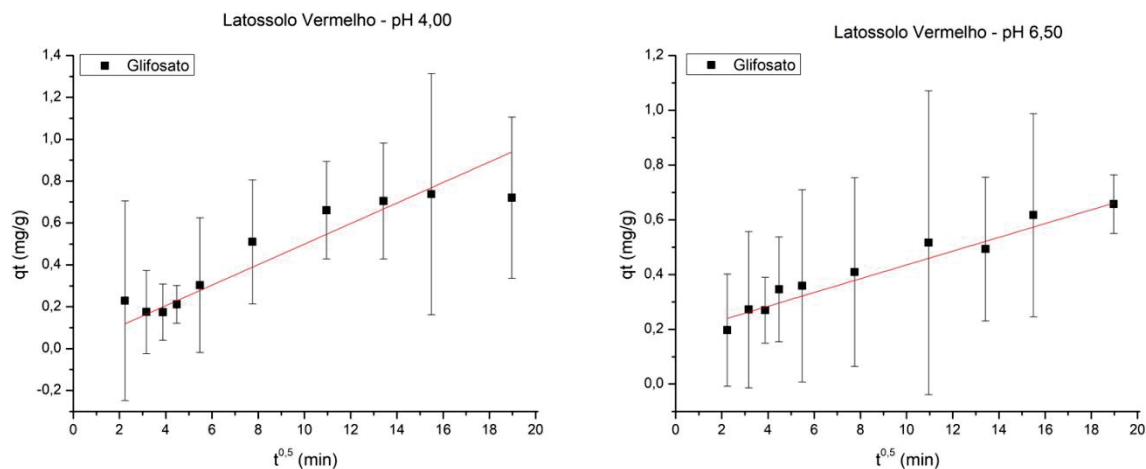 Latossolo Vermelho - pH 4,00
Glifosato
1,4
1,2
1,0
0,8
0,6
0,4
0,2
0,0
-0,2
qt (mg/g)
0 2 4 6 8 10 12 14 16 18 20
t^0,5 (min)
Latossolo Vermelho - pH 6,50
Glifosato
1,2
1,0
0,8
0,6
0,4
0,2
0,0
qt (mg/g)
0 2 4 6 8 10 12 14 16 18 20
t^0,5 (min)